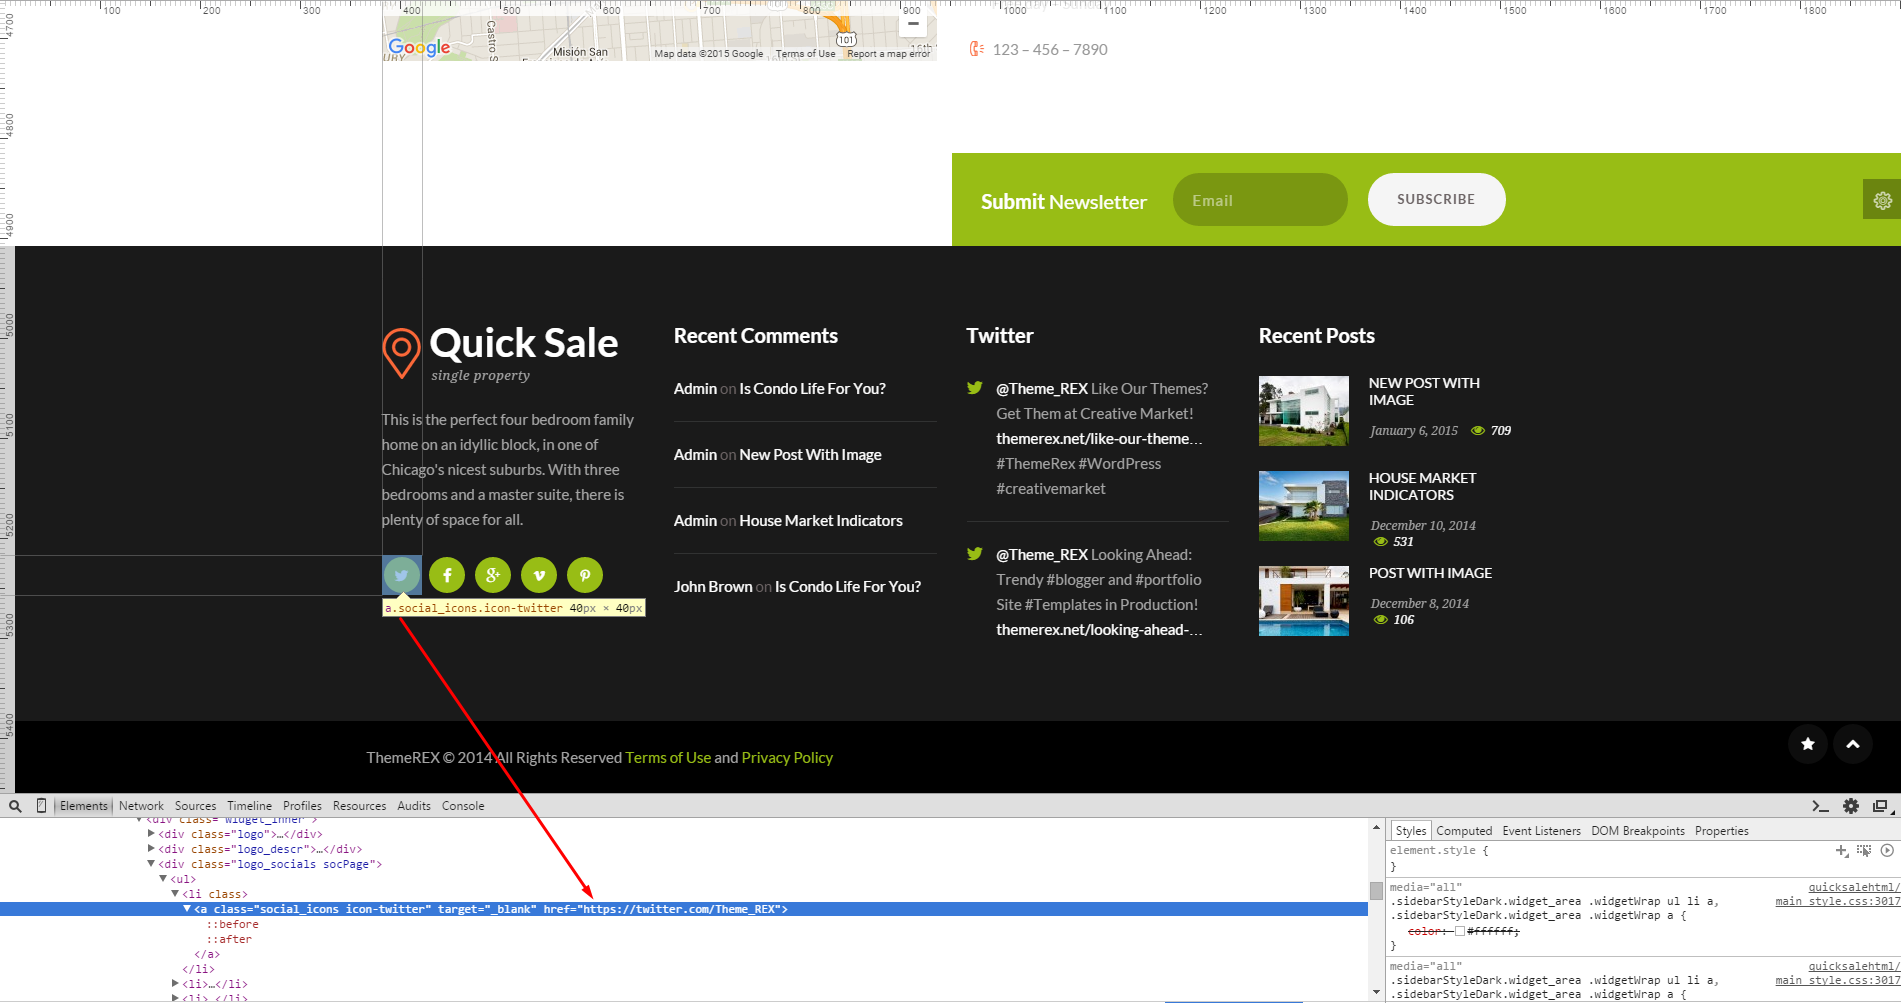 100 200 300 400 500 600 700 800 900 1000 1100 1200 1300 1400 1500 1600 1700 1800
4700
4800
4900
5000
5100
5200
5300
5400
Castro S
Misión San
101
16th
Google
Map data ©2015 Google Terms of Use Report a map error
123 – 456 – 7890
Submit Newsletter
Email
SUBSCRIBE
Quick Sale
single property
This is the perfect four bedroom family
home on an idyllic block, in one of
Chicago's nicest suburbs. With three
bedrooms and a master suite, there is
plenty of space for all.
a.social_icons.icon-twitter 40px × 40px
Recent Comments
Admin on Is Condo Life For You?
Admin on New Post With Image
Admin on House Market Indicators
John Brown on Is Condo Life For You?
Twitter
@Theme_REX Like Our Themes?
Get Them at Creative Market!
themerex.net/like-our-theme…
#ThemeRex #WordPress
#creativemarket
@Theme_REX Looking Ahead:
Trendy #blogger and #portfolio
Site #Templates in Production!
themerex.net/looking-ahead-…
Recent Posts
NEW POST WITH
IMAGE
January 6, 2015 709
HOUSE MARKET
INDICATORS
December 10, 2014
531
POST WITH IMAGE
December 8, 2014
106
ThemeREX © 2014 All Rights Reserved Terms of Use and Privacy Policy
Elements Network Sources Timeline Profiles Resources Audits Console
<div class="widget_inner">
<div class="logo">…</div>
<div class="logo_descr">…</div>
<div class="logo_socials socPage">
<ul>
<li class>
<a class="social_icons icon-twitter" target="_blank" href="https://twitter.com/Theme_REX">
::before
::after
</a>
</li>
<li>…</li>
<li>…</li>
Styles Computed Event Listeners DOM Breakpoints Properties
element.style {
}
media="all" quicksalehtml/
.sidebarStyleDark.widget_area .widgetWrap ul li a, main style.css:3017
.sidebarStyleDark.widget_area .widgetWrap a {
color: #ffffff;
}
media="all" quicksalehtml/
.sidebarStyleDark.widget_area .widgetWrap ul li a, main style.css:3017
.sidebarStyleDark.widget_area .widgetWrap a {